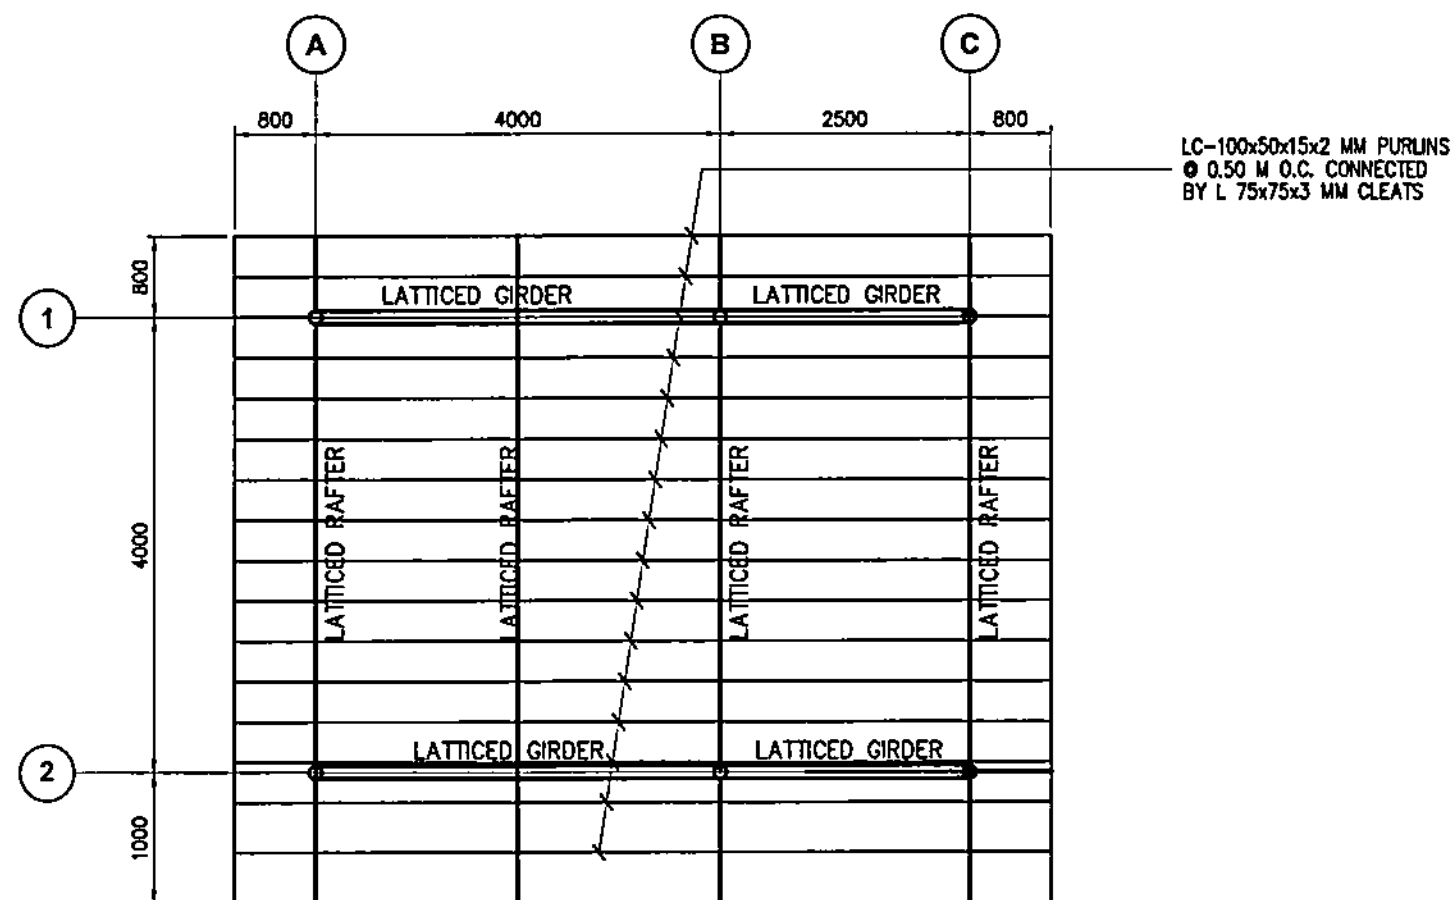 A B C
800 4000 2500 800
LC-100x50x15x2 MM PURLINS
@ 0.50 M O.C. CONNECTED
BY L 75x75x3 MM CLEATS
800
LATTICED GIRDER LATTICED GIRDER
1
LATTICED RAFTER
LATTICED RAFTER
LATTICED RAFTER
LATTICED RAFTER
4000
LATTICED GIRDER LATTICED GIRDER
2
1000